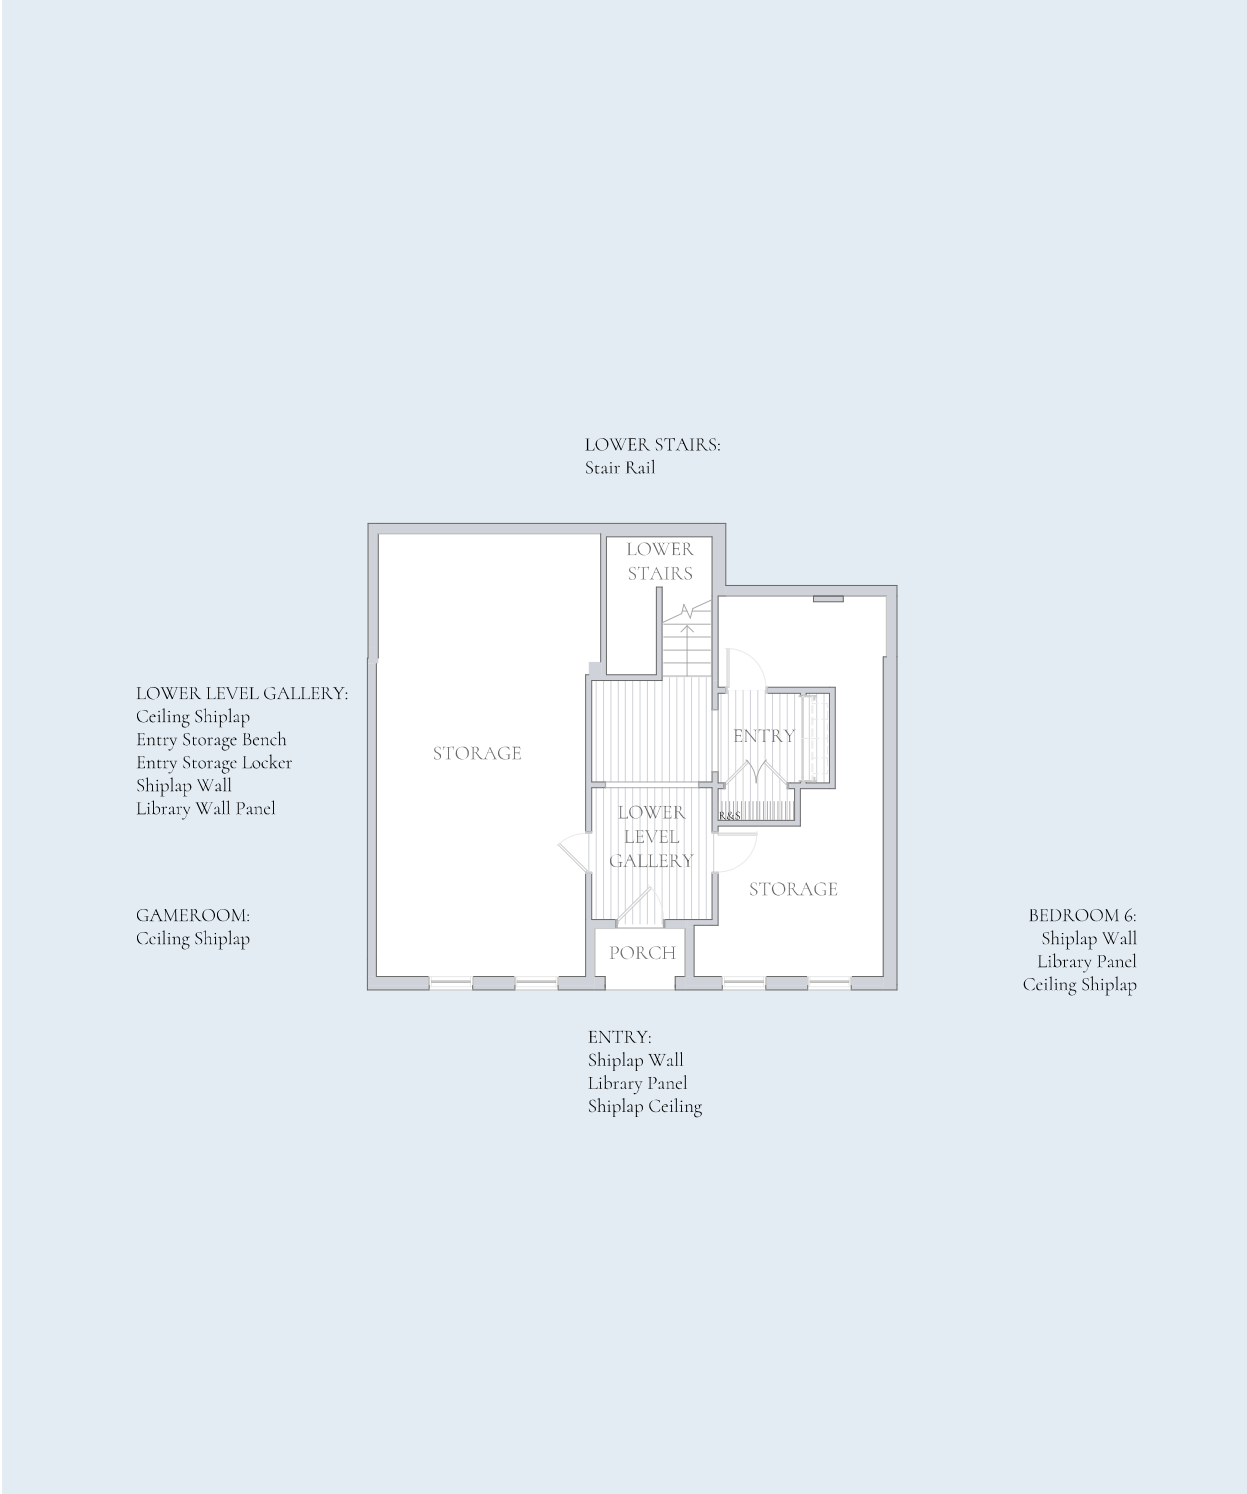 LOWER STAIRS:
Stair Rail
LOWER
STAIRS
LOWER LEVEL GALLERY:
Ceiling Shiplap
Entry Storage Bench
Entry Storage Locker
Shiplap Wall
Library Wall Panel
STORAGE
ENTRY
R&S
LOWER
LEVEL
GALLERY
STORAGE
PORCH
GAMEROOM:
Ceiling Shiplap
BEDROOM 6:
Shiplap Wall
Library Panel
Ceiling Shiplap
ENTRY:
Shiplap Wall
Library Panel
Shiplap Ceiling